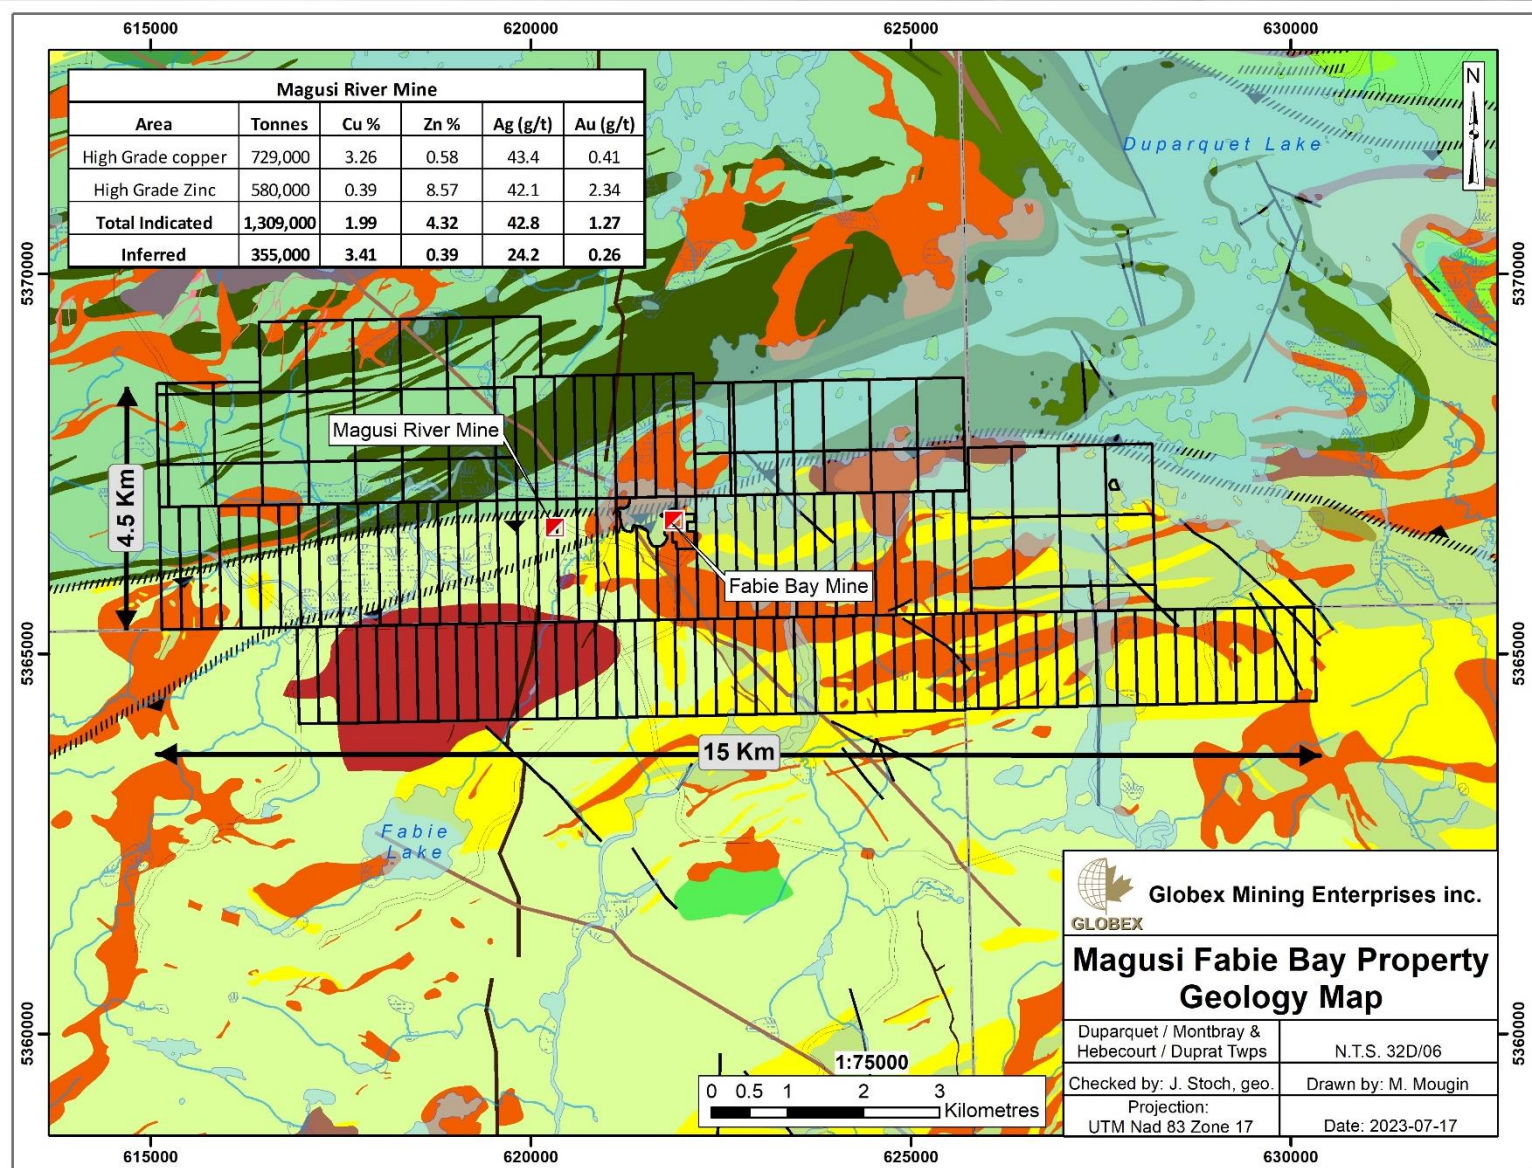 615000 620000 625000 630000
Magusi River Mine
Area Tonnes Cu % Zn % Ag (g/t) Au (g/t)
High Grade copper 729,000 3.26 0.58 43.4 0.41
High Grade Zinc 580,000 0.39 8.57 42.1 2.34
Total Indicated 1,309,000 1.99 4.32 42.8 1.27
Inferred 355,000 3.41 0.39 24.2 0.26
N
Duparquet Lake
5370000 5370000
Magusi River Mine
4.5 Km
Fabie Bay Mine
5365000 5365000
15 Km
Fabie
Lake
GLOBEX
Globex Mining Enterprises inc.
Magusi Fabie Bay Property
Geology Map
Duparquet / Montbray &
Hebecourt / Duprat Twps
N.T.S. 32D/06
Checked by: J. Stoch, geo.
Drawn by: M. Mougin
Projection:
UTM Nad 83 Zone 17
Date: 2023-07-17
5360000 5360000
1:75000
0 0.5 1 2 3
Kilometres
615000 620000 625000 630000